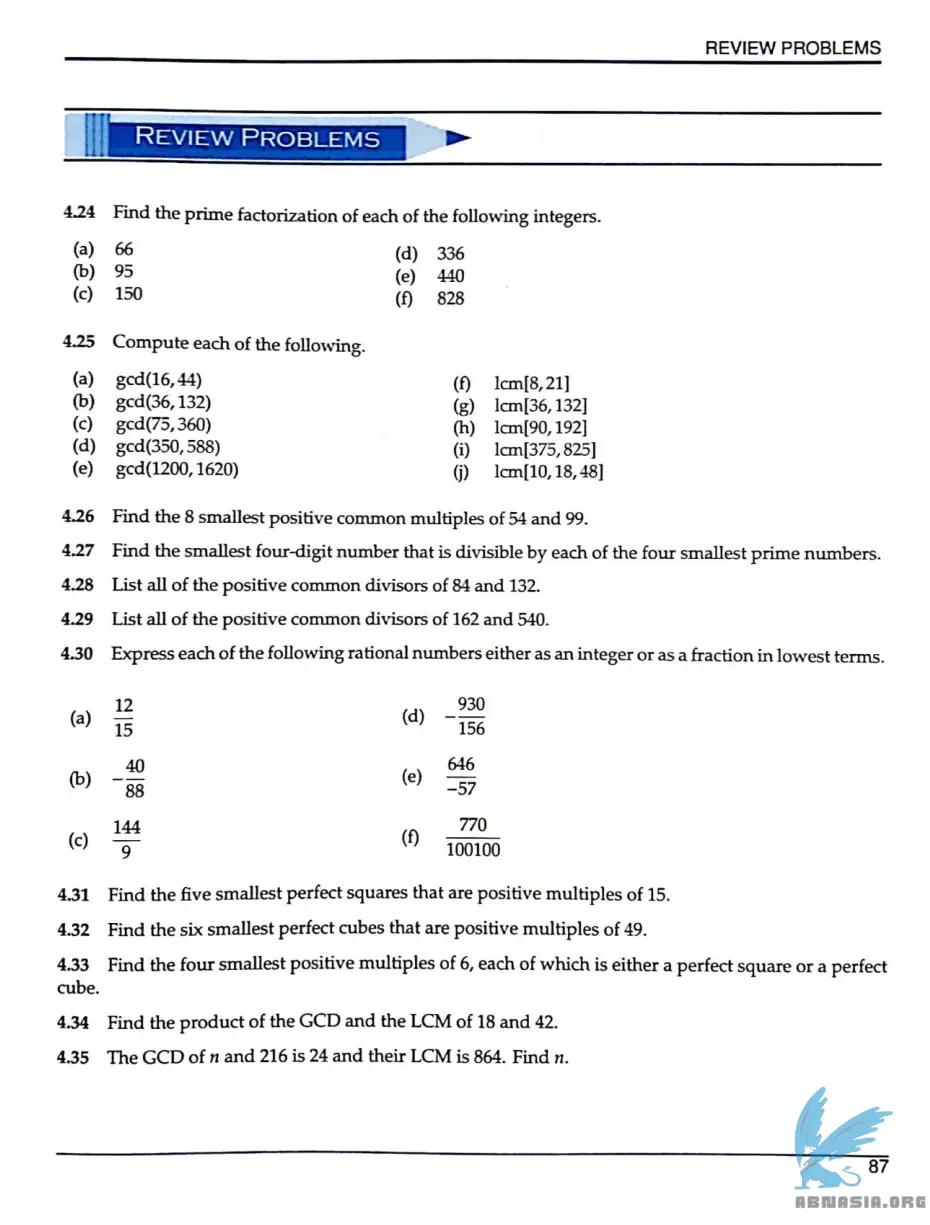 REVIEW PROBLEMS
REVIEW PROBLEMS
4.24 Find the prime factorization of each of the following integers.
(a) 66
(b) 95
(c) 150
(d) 336
(e) 440
(f) 828
4.25 Compute each of the following.
(a) gcd(16, 44)
(b) gcd(36, 132)
(c) gcd(75, 360)
(d) gcd(350, 588)
(e) gcd(1200, 1620)
(f) lcm[8, 21]
(g) lcm[36, 132]
(h) lcm[90, 192]
(i) lcm[375, 825]
(j) lcm[10, 18, 48]
4.26 Find the 8 smallest positive common multiples of 54 and 99.
4.27 Find the smallest four-digit number that is divisible by each of the four smallest prime numbers.
4.28 List all of the positive common divisors of 84 and 132.
4.29 List all of the positive common divisors of 162 and 540.
4.30 Express each of the following rational numbers either as an integer or as a fraction in lowest terms.
(a) 12/15
(b) -40/88
(c) 144/9
(d) -930/156
(e) 646/-57
(f) 770/100100
4.31 Find the five smallest perfect squares that are positive multiples of 15.
4.32 Find the six smallest perfect cubes that are positive multiples of 49.
4.33 Find the four smallest positive multiples of 6, each of which is either a perfect square or a perfect
cube.
4.34 Find the product of the GCD and the LCM of 18 and 42.
4.35 The GCD of n and 216 is 24 and their LCM is 864. Find n.
87
ABNASIA.ORG